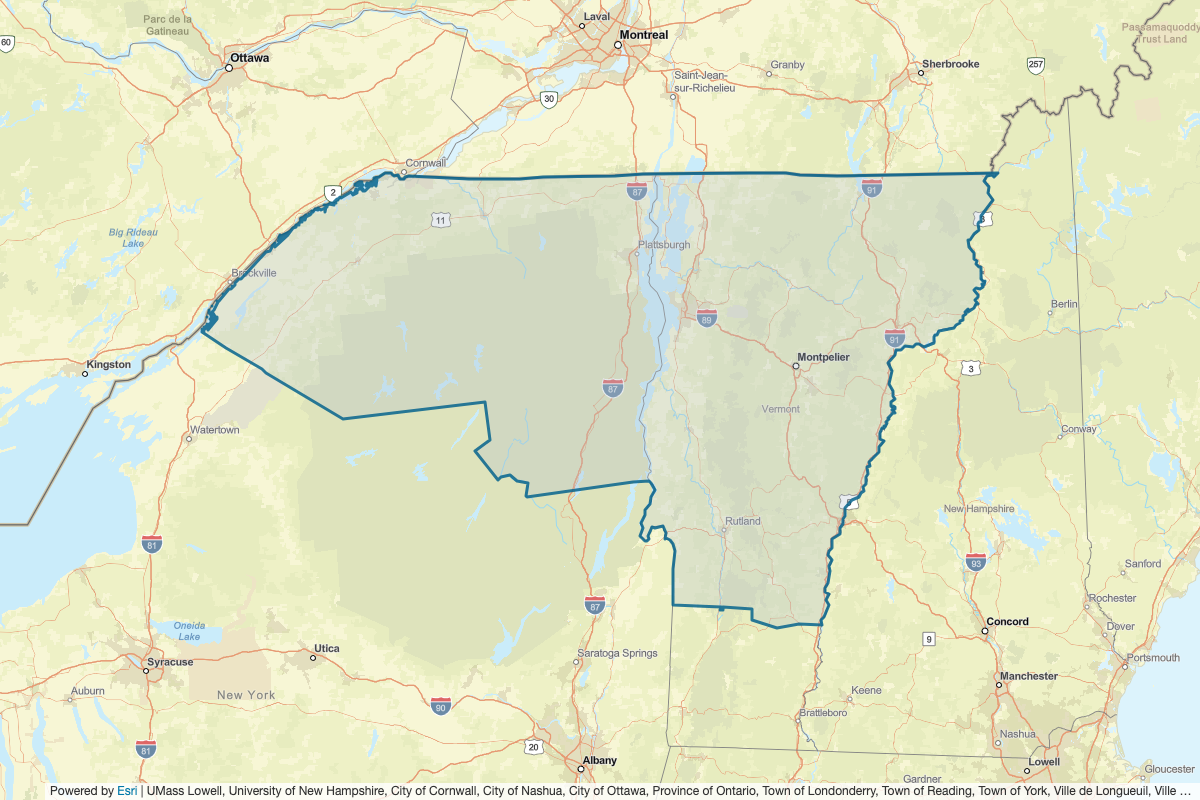 Laval
Parc de la
Gatineau
Montreal
60
Ottawa
Passamaquoddy
Trust Land
Granby
Sherbrooke
257
Saint-Jean-
sur-Richelieu
30
Cornwall
2
87
91
11
3
Big Rideau
Lake
Plattsburgh
Brockville
Berlin
89
91
Kingston
Montpelier
3
87
Vermont
Watertown
Conway
New Hampshire
Rutland
81
93
Sanford
87
Rochester
Oneida
Lake
Concord
Dover
9
Utica
Saratoga Springs
Syracuse
Portsmouth
Manchester
Auburn
New York
Keene
90
Brattleboro
Nashua
20
81
Albany
Lowell
Gardner
Gloucester
Powered by Esri | UMass Lowell, University of New Hampshire, City of Cornwall, City of Nashua, City of Ottawa, Province of Ontario, Town of Londonderry, Town of Reading, Town of York, Ville de Longueuil, Ville ...